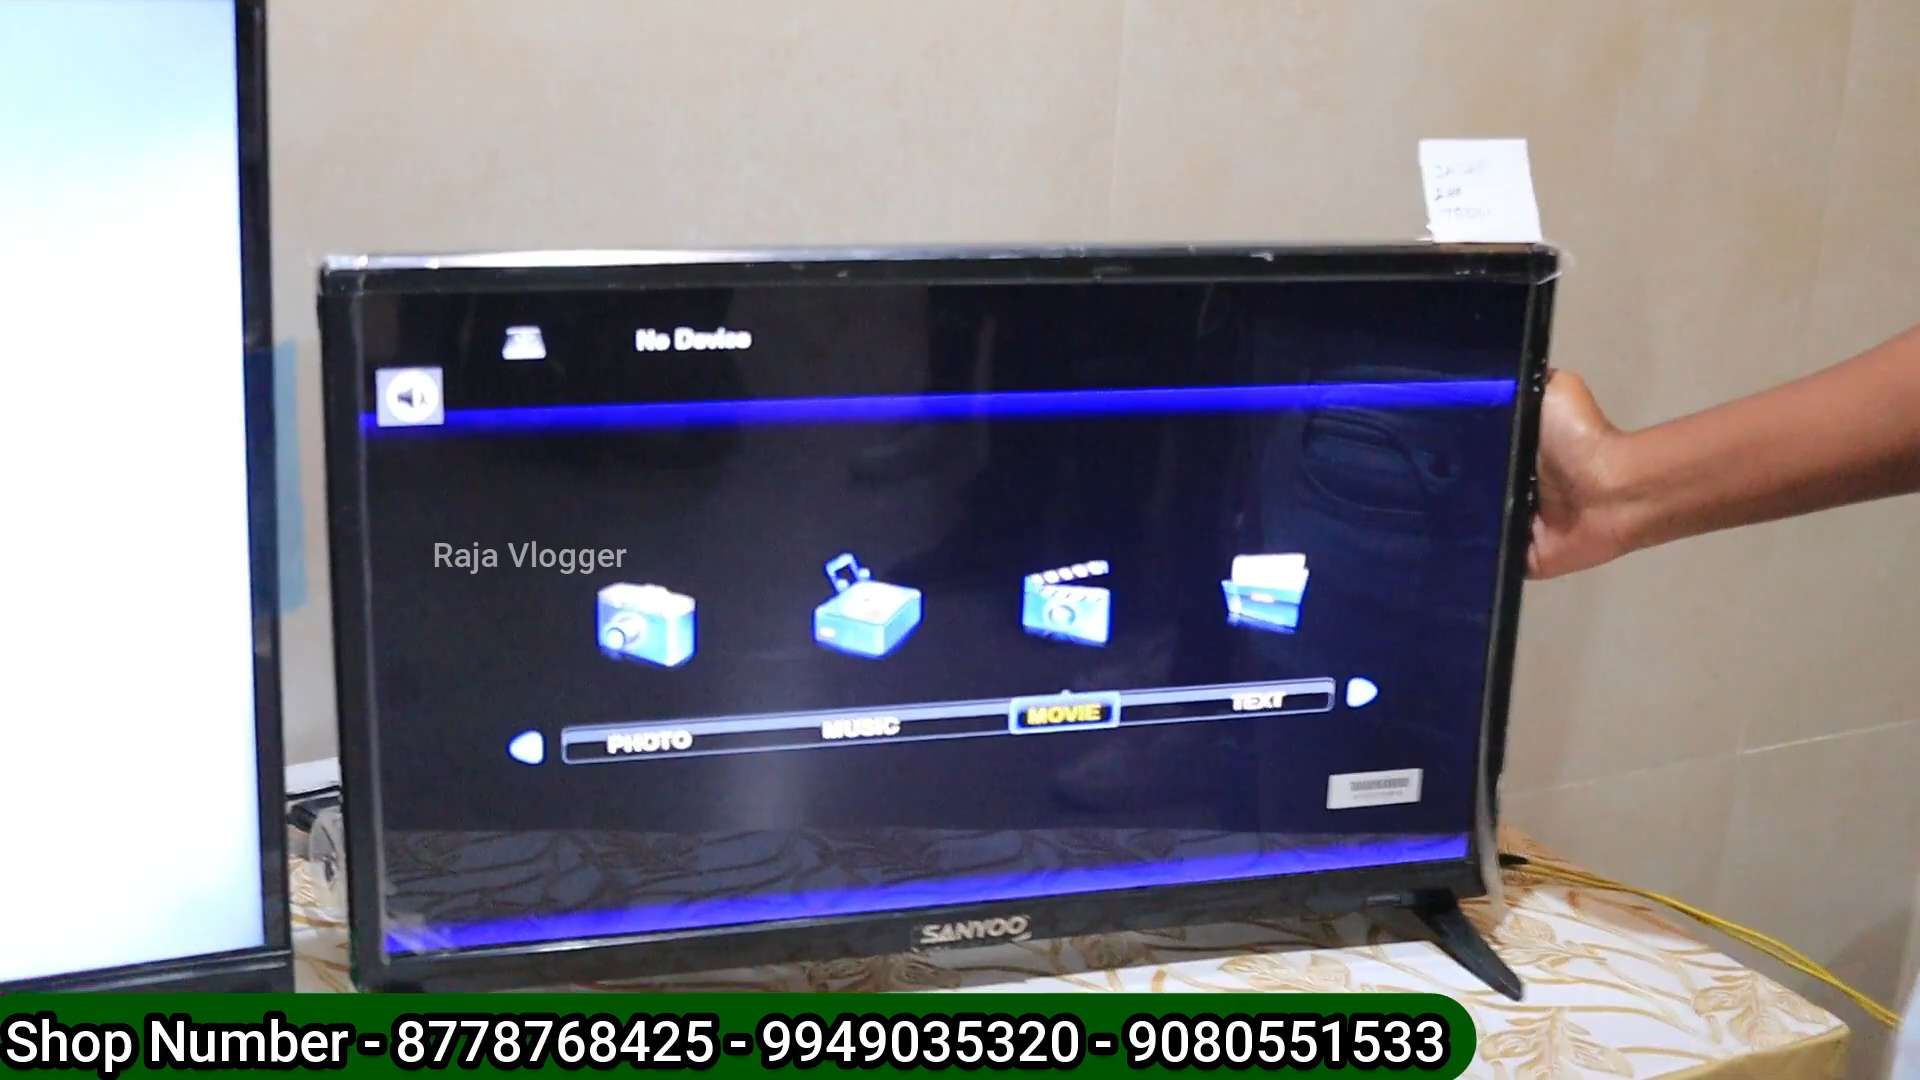 No Device
Raja Vlogger
PHOTO
MUSIC
MOVIE
TEXT
SANYOO
Shop Number - 8778768425 - 9949035320 - 9080551533